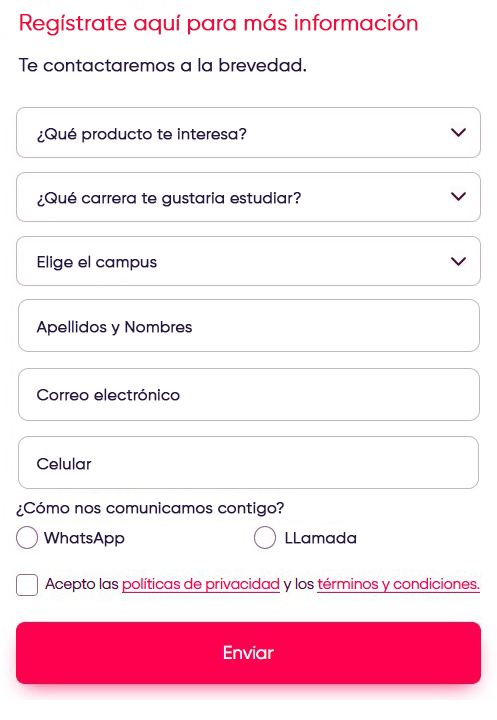 Regístrate aquí para más información
Te contactaremos a la brevedad.
¿Qué producto te interesa?
¿Qué carrera te gustaria estudiar?
Elige el campus
Apellidos y Nombres
Correo electrónico
Celular
¿Cómo nos comunicamos contigo?
WhatsApp LLamada
Acepto las políticas de privacidad y los términos y condiciones.
Enviar